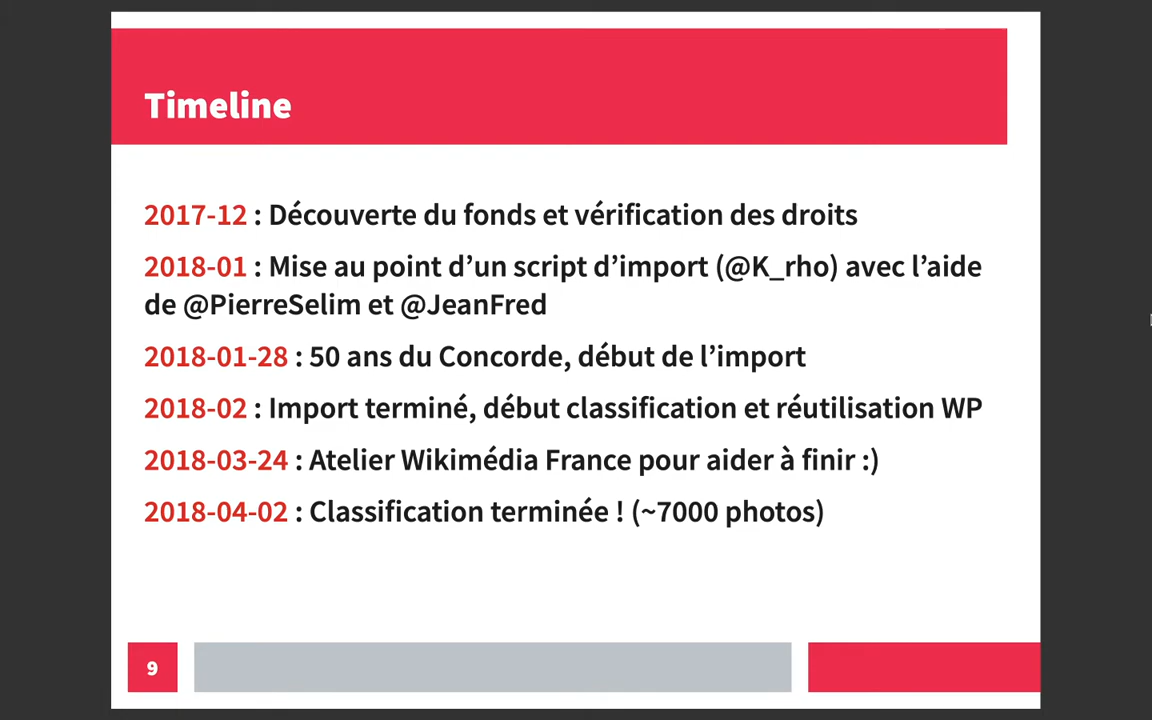 Timeline
2017-12 : Découverte du fonds et vérification des droits
2018-01 : Mise au point d’un script d’import (@K_rho) avec l’aide
de @PierreSelim et @JeanFred
2018-01-28 : 50 ans du Concorde, début de l’import
2018-02 : Import terminé, début classification et réutilisation WP
2018-03-24 : Atelier Wikimédia France pour aider à finir :)
2018-04-02 : Classification terminée ! (~7000 photos)
9